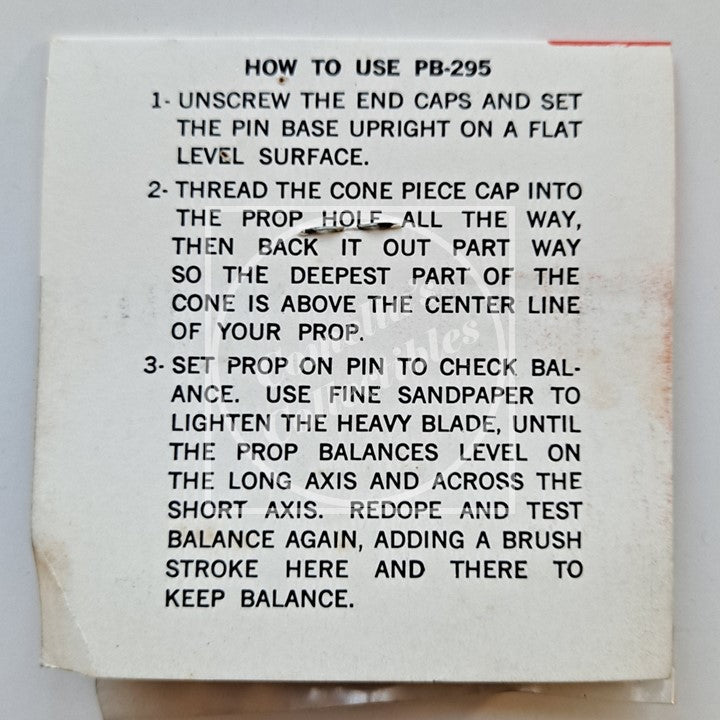 HOW TO USE PB-295
1- UNSCREW THE END CAPS AND SET
THE PIN BASE UPRIGHT ON A FLAT
LEVEL SURFACE.
2- THREAD THE CONE PIECE CAP INTO
THE PROP HOLE ALL THE WAY,
THEN BACK IT OUT PART WAY
SO THE DEEPEST PART OF THE
CONE IS ABOVE THE CENTER LINE
OF YOUR PROP.
3- SET PROP ON PIN TO CHECK BAL-
ANCE. USE FINE SANDPAPER TO
LIGHTEN THE HEAVY BLADE, UNTIL
THE PROP BALANCES LEVEL ON
THE LONG AXIS AND ACROSS THE
SHORT AXIS. REDOPE AND TEST
BALANCE AGAIN, ADDING A BRUSH
STROKE HERE AND THERE TO
KEEP BALANCE.
Collectibles